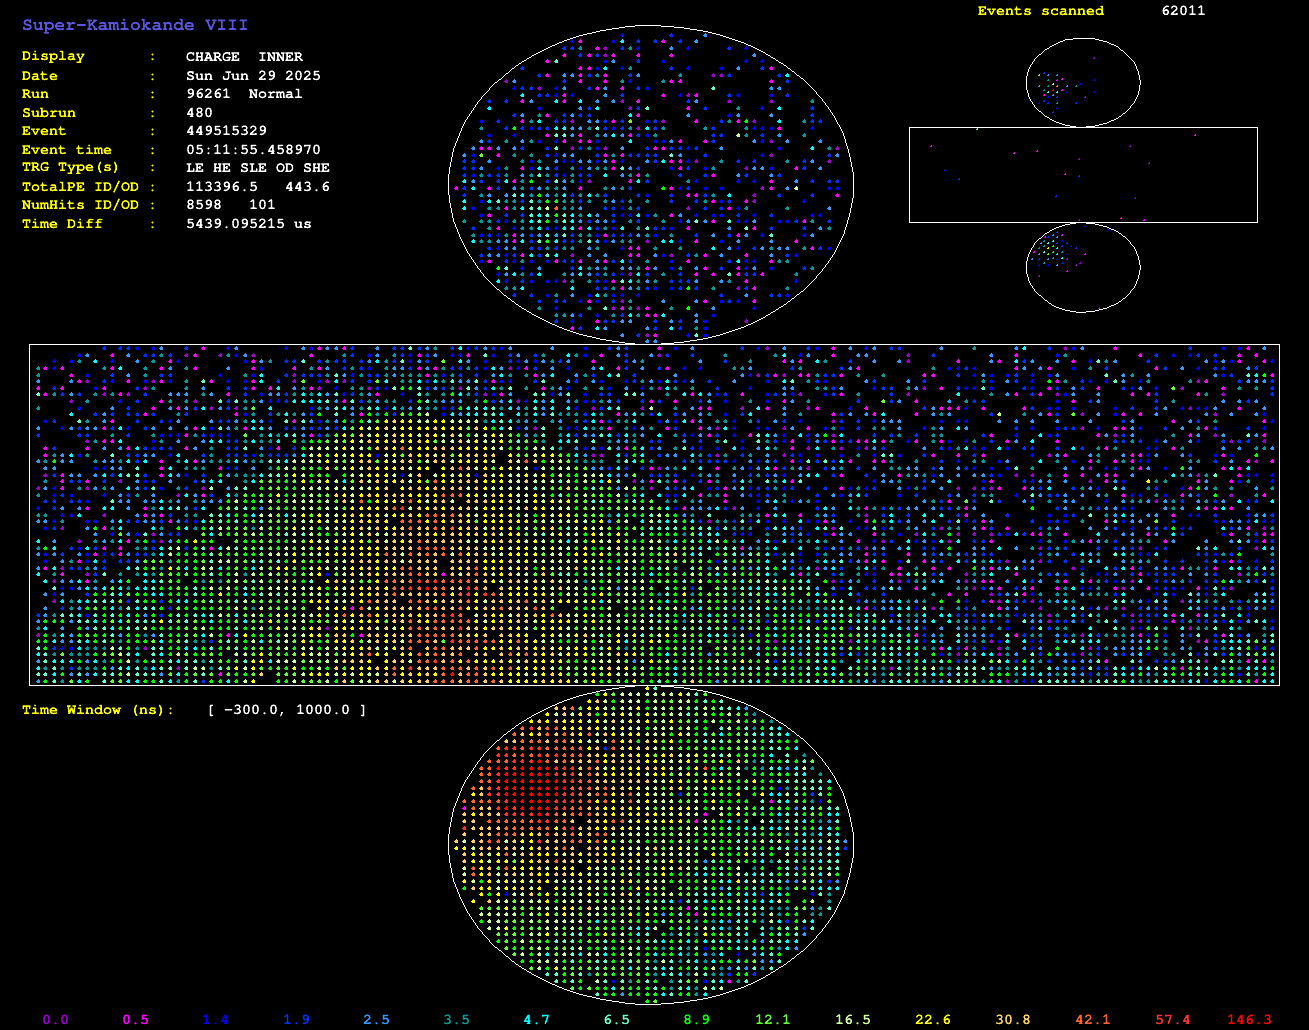 Super-Kamiokande VIII
Events scanned 62011
Display : CHARGE INNER
Date : Sun Jun 29 2025
Run : 96261 Normal
Subrun : 480
Event : 449515329
Event time : 05:11:55.458970
TRG Type(s) : LE HE SLE OD SHE
TotalPE ID/OD : 113396.5 443.6
NumHits ID/OD : 8598 101
Time Diff : 5439.095215 us
Time Window (ns): [ -300.0, 1000.0 ]
0.0 0.5 1.4 1.9 2.5 3.5 4.7 6.5 8.9 12.1 16.5 22.6 30.8 42.1 57.4 146.3